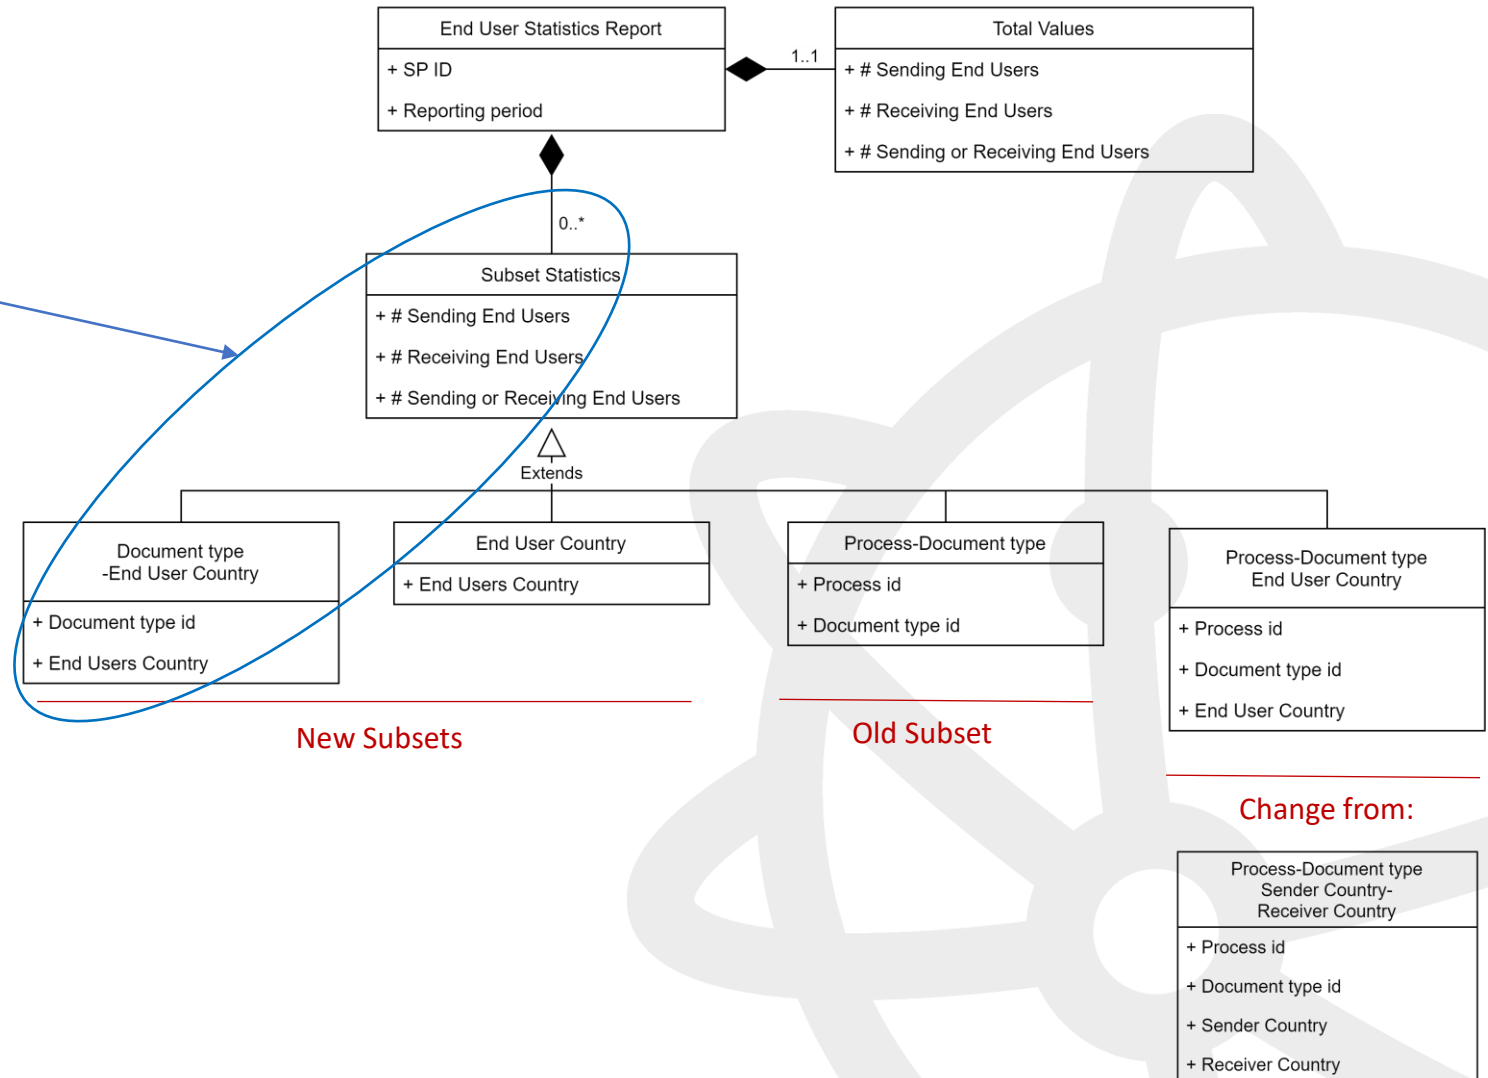 End User Statistics Report
+ SP ID
+ Reporting period
1..1
Total Values
+ # Sending End Users
+ # Receiving End Users
+ # Sending or Receiving End Users
0..*
Subset Statistics
+ # Sending End Users
+ # Receiving End Users
+ # Sending or Receiving End Users
Extends
Document type
-End User Country
+ Document type id
+ End Users Country
End User Country
+ End Users Country
Process-Document type
+ Process id
+ Document type id
Process-Document type
End User Country
+ Process id
+ Document type id
+ End User Country
New Subsets
Old Subset
Change from:
Process-Document type
Sender Country-
Receiver Country
+ Process id
+ Document type id
+ Sender Country
+ Receiver Country